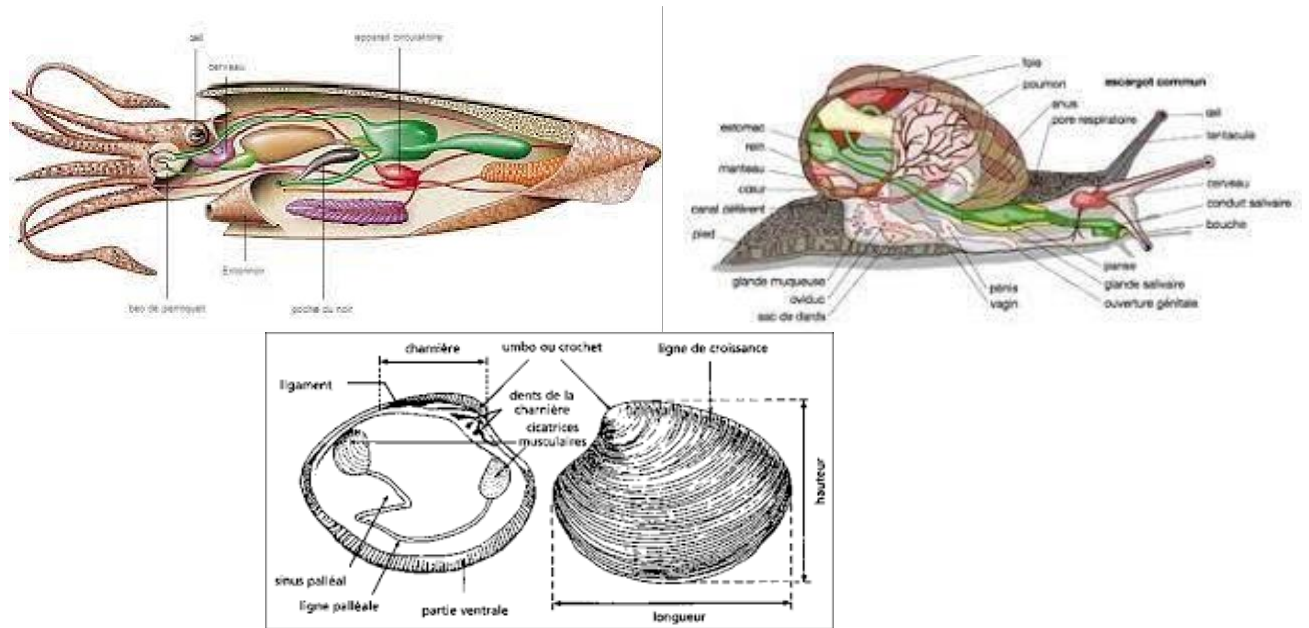 œil
appareil circulatoire
cerveau
Entonnoir
bec de perroquet
poche du noir
foie
poumon
escargot commun
anus
pore respiratoire
œil
tentacule
estomac
rein
manteau
cœur
canal déférent
pied
cerveau
conduit salivaire
bouche
panse
glande salivaire
ouverture génitale
glande muqueuse
oviduc
sac de dards
pénis
vagin
charnière
umbo ou crochet
ligne de croissance
ligament
dents de la
charnière
cicatrices
musculaires
hauteur
sinus palléal
ligne palléale
partie ventrale
longueur